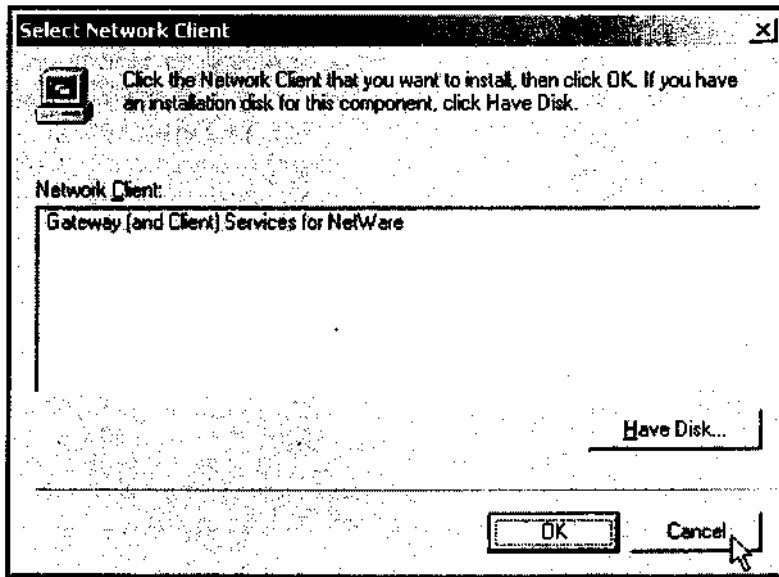 Select Network Client
Click the Network Client that you want to install, then click OK. If you have
an installation disk for this component, click Have Disk.
Network Client:
Gateway (and Client) Services for NetWare
Have Disk...
OK
Cancel